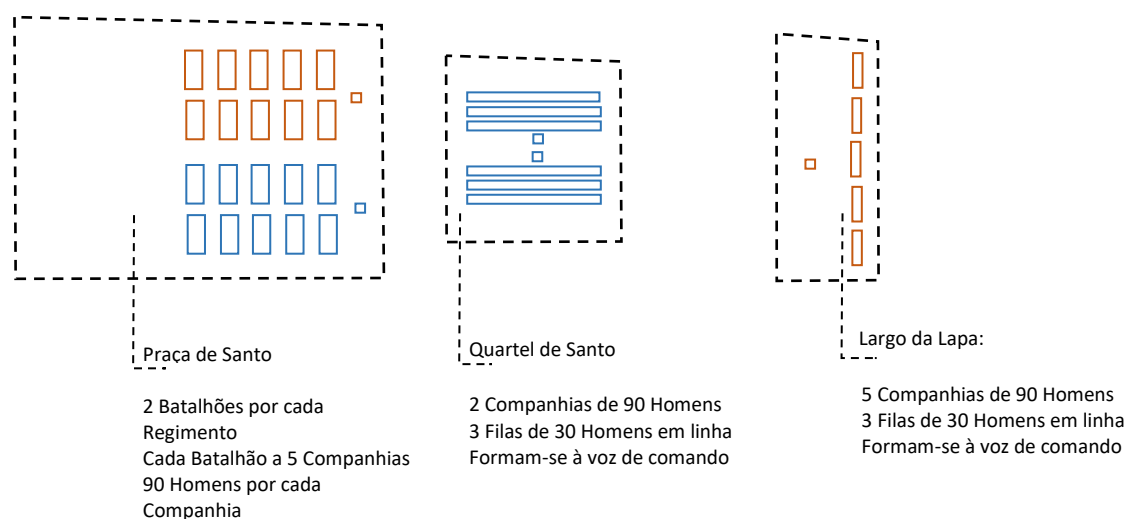 Praça de Santo
2 Batalhões por cada
Regimento
Cada Batalhão a 5 Companhias
90 Homens por cada
Companhia
Quartel de Santo
2 Companhias de 90 Homens
3 Filas de 30 Homens em linha
Formam-se à voz de comando
Largo da Lapa:
5 Companhias de 90 Homens
3 Filas de 30 Homens em linha
Formam-se à voz de comando